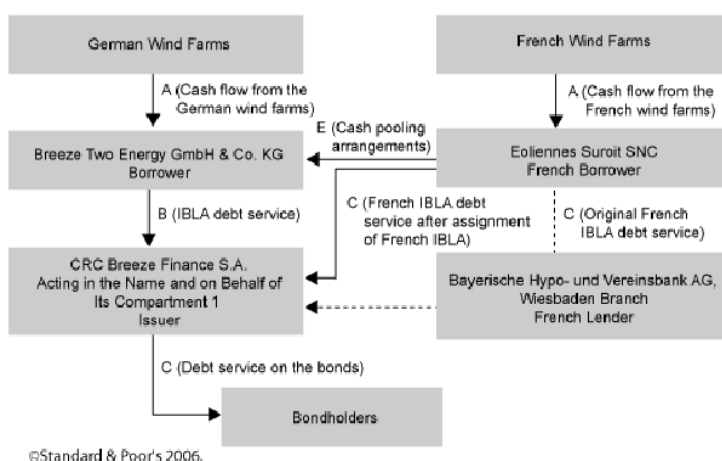 German Wind Farms
French Wind Farms
A (Cash flow from the
German wind farms)
A (Cash flow from the
French wind farms)
E (Cash pooling
arrangements)
Breeze Two Energy GmbH & Co. KG
Borrower
Eoliennes Suroit SNC
French Borrower
B (IBLA debt service)
C (French IBLA debt
service after assignment
of French IBLA)
C (Original French
IBLA debt service)
CRC Breeze Finance S.A.
Acting in the Name and on Behalf of
Its Compartment 1
Issuer
Bayerische Hypo- und Vereinsbank AG,
Wiesbaden Branch
French Lender
C (Debt service on the bonds)
Bondholders
©Standard & Poor's 2006.